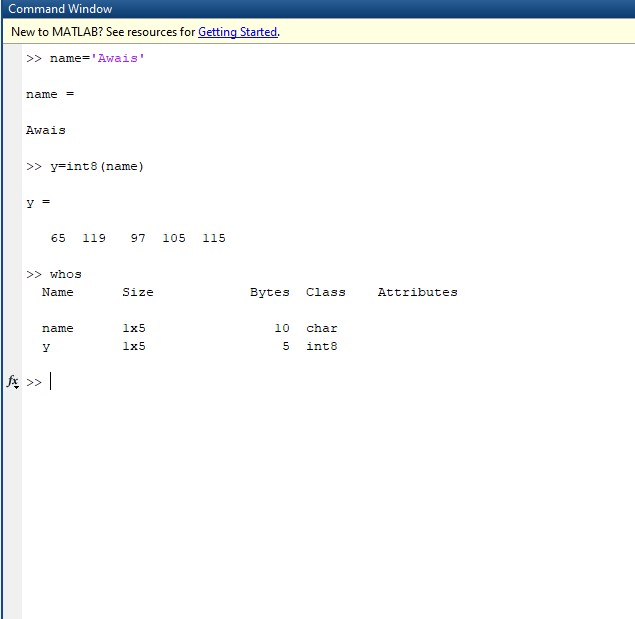 Command Window
New to MATLAB? See resources for Getting Started.
>> name='Awais'
name =
Awais
>> y=int8(name)
y =
65 119 97 105 115
>> whos
Name Size Bytes Class Attributes
name 1x5 10 char
y 1x5 5 int8
fx >>